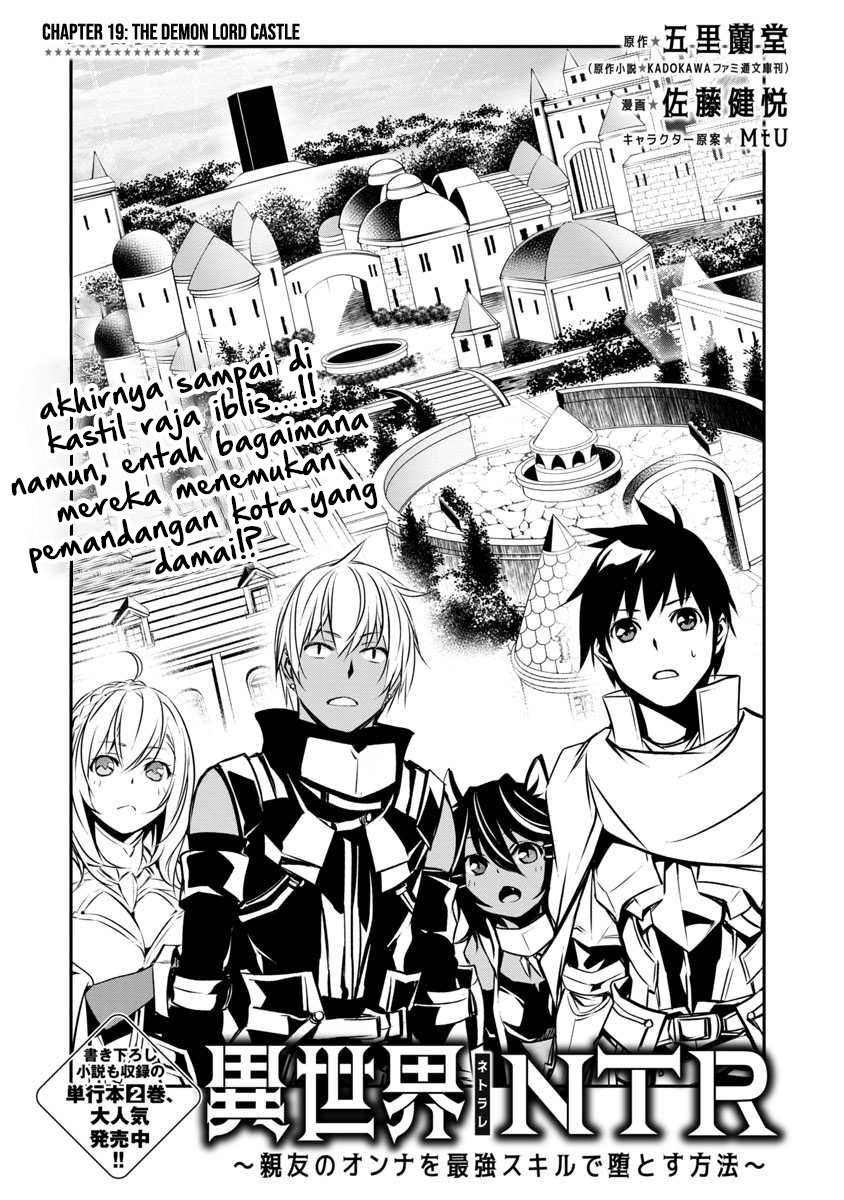 CHAPTER 19: THE DEMON LORD CASTLE
★★★★★★★★★★★★★★★
原作★五里蘭堂
(原作小説★KADOKAWAファミ通文庫刊)
漫画★佐藤健悦
キャラクター原案★MtU
akhirnya sampai di
kastil raja iblis...!!
namun, entah bagaimana
mereka menemukan
pemandangan kota yang
damai!?
書き下ろし
小説も収録の
単行本2巻、
大人気
発売中
!!
異世界NTR
ネトラレ
～親友のオンナを最強スキルで堕とす方法～